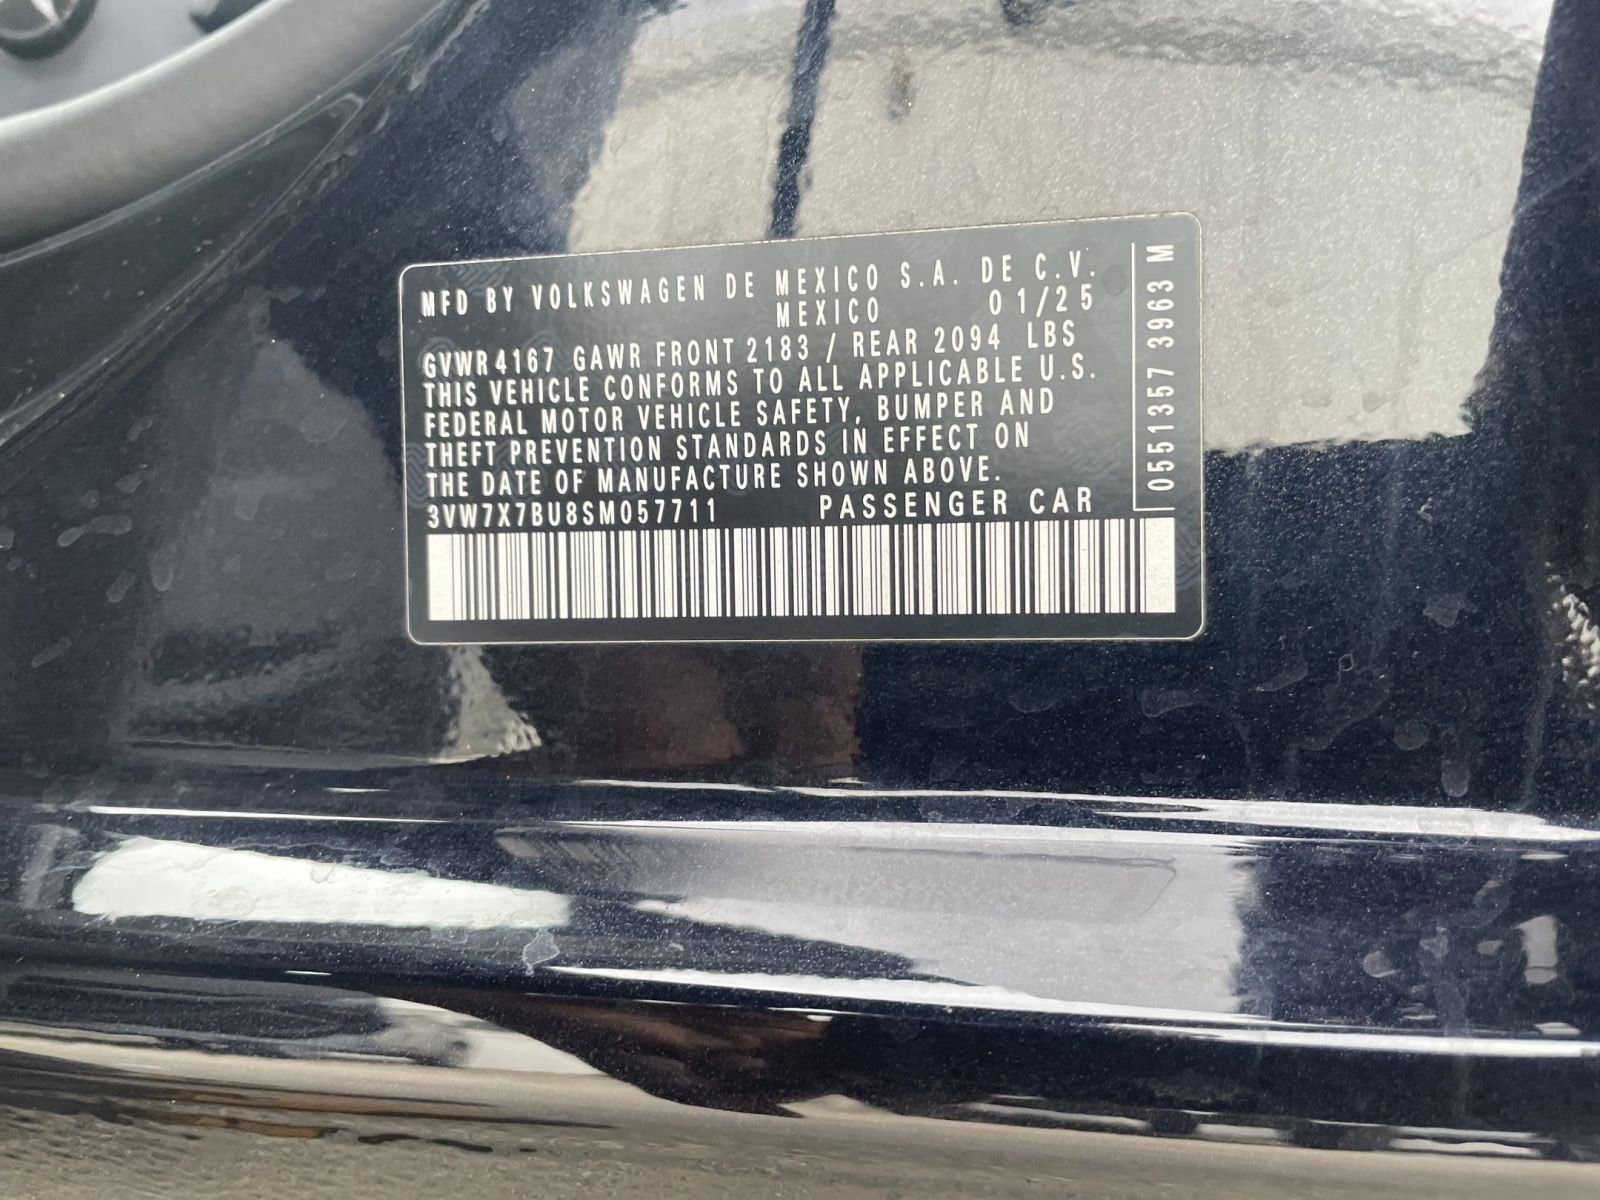 MFD BY VOLKSWAGEN DE MEXICO S.A. DE C.V.
MEXICO 01/25
GVWR 4167 GAWR FRONT 2183 / REAR 2094 LBS
THIS VEHICLE CONFORMS TO ALL APPLICABLE U.S.
FEDERAL MOTOR VEHICLE SAFETY, BUMPER AND
THEFT PREVENTION STANDARDS IN EFFECT ON
THE DATE OF MANUFACTURE SHOWN ABOVE.
3VW7X7BU8SM057711 PASSENGER CAR
0551357 3963 M